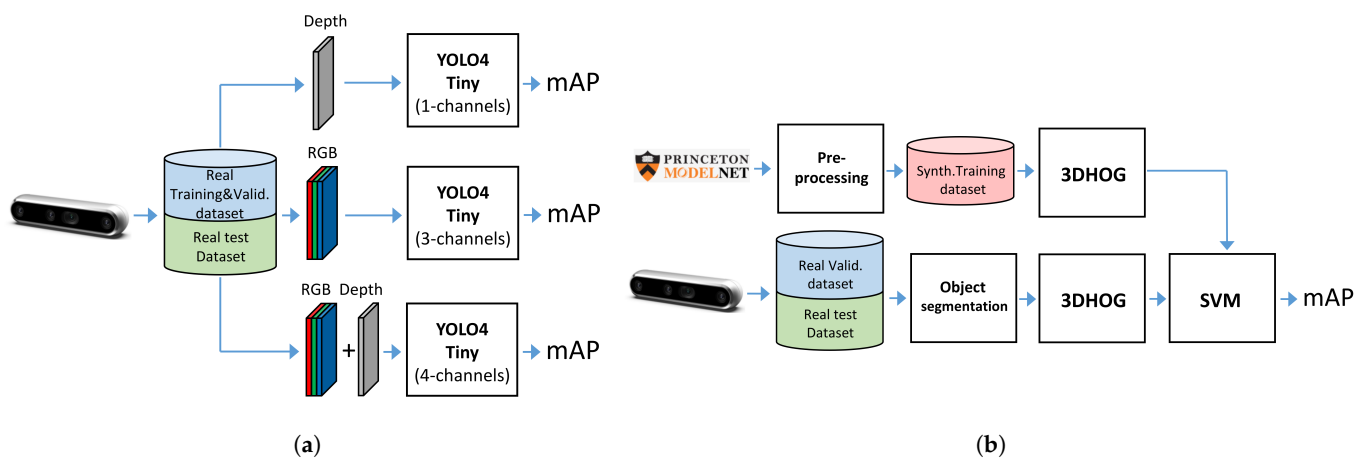 Depth
YOLO4
Tiny
(1-channels)
mAP
RGB
Real
Training&Valid.
dataset
Real test
Dataset
YOLO4
Tiny
(3-channels)
mAP
RGB
Depth
+
YOLO4
Tiny
(4-channels)
mAP
(a)
PRINCETON
MODELNET
Pre-
processing
Synth.Training
dataset
3DHOG
Real Valid.
dataset
Real test
Dataset
Object
segmentation
3DHOG
SVM
mAP
(b)